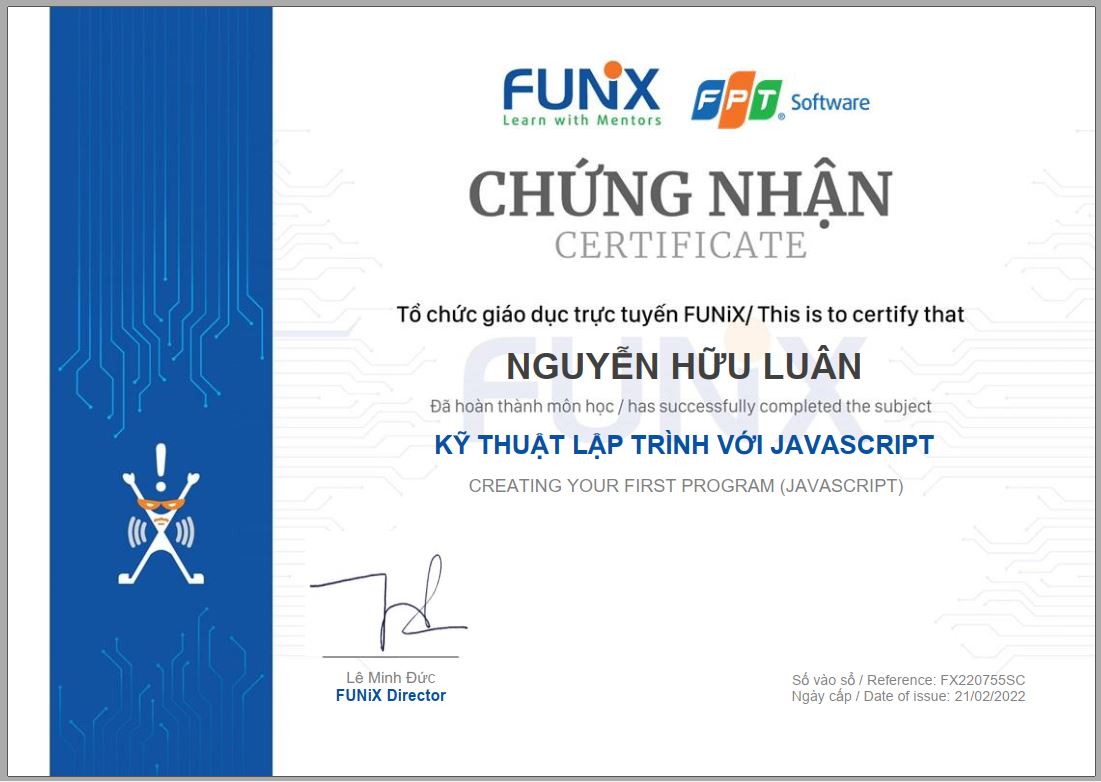 FUNiX
Learn with Mentors
FPT Software
CHỨNG NHẬN
CERTIFICATE
Tổ chức giáo dục trực tuyến FUNiX/ This is to certify that
NGUYỄN HỮU LUÂN
Đã hoàn thành môn học / has successfully completed the subject
KỸ THUẬT LẬP TRÌNH VỚI JAVASCRIPT
CREATING YOUR FIRST PROGRAM (JAVASCRIPT)
Lê Minh Đức
FUNiX Director
Số vào sổ / Reference: FX220755SC
Ngày cấp / Date of issue: 21/02/2022